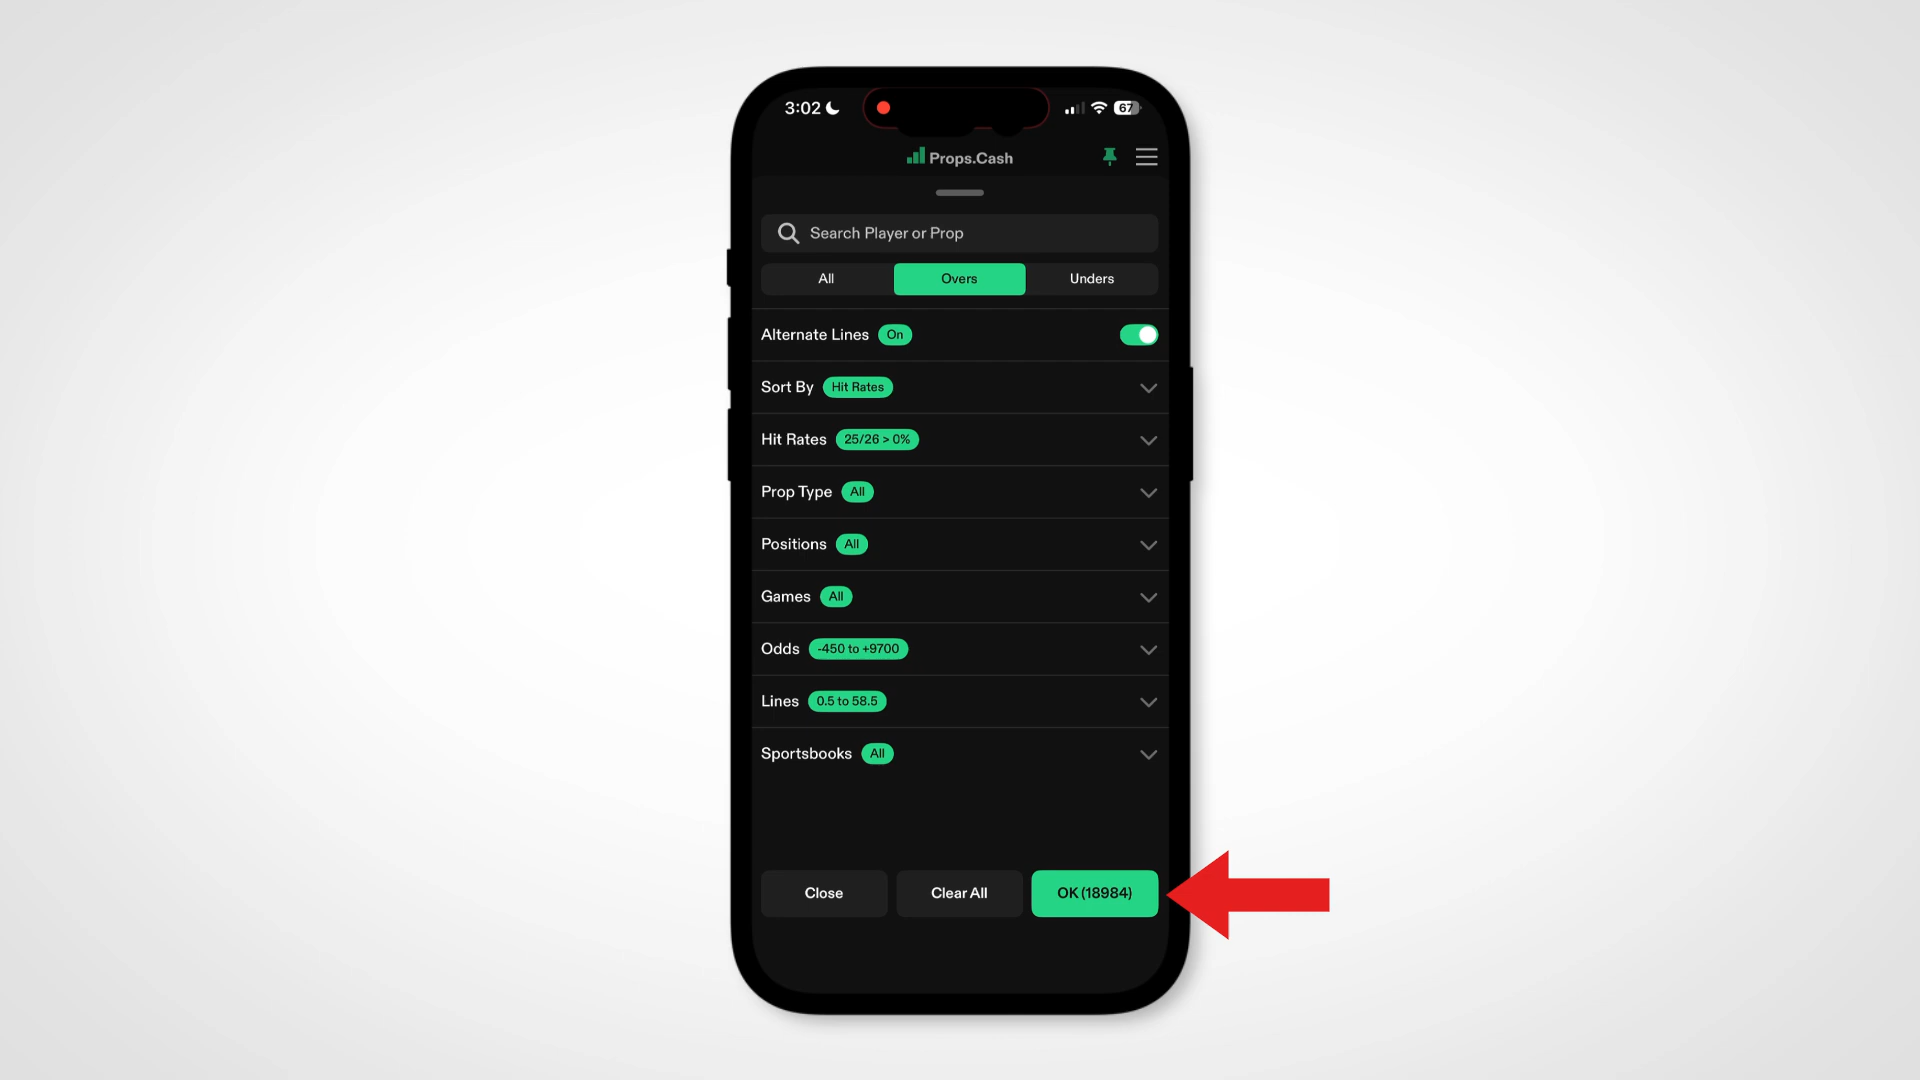 3:02
67
Props.Cash
Search Player or Prop
All Overs Unders
Alternate Lines On
Sort By Hit Rates
Hit Rates 25/26 > 0%
Prop Type All
Positions All
Games All
Odds -450 to +9700
Lines 0.5 to 58.5
Sportsbooks All
Close Clear All OK (18984)